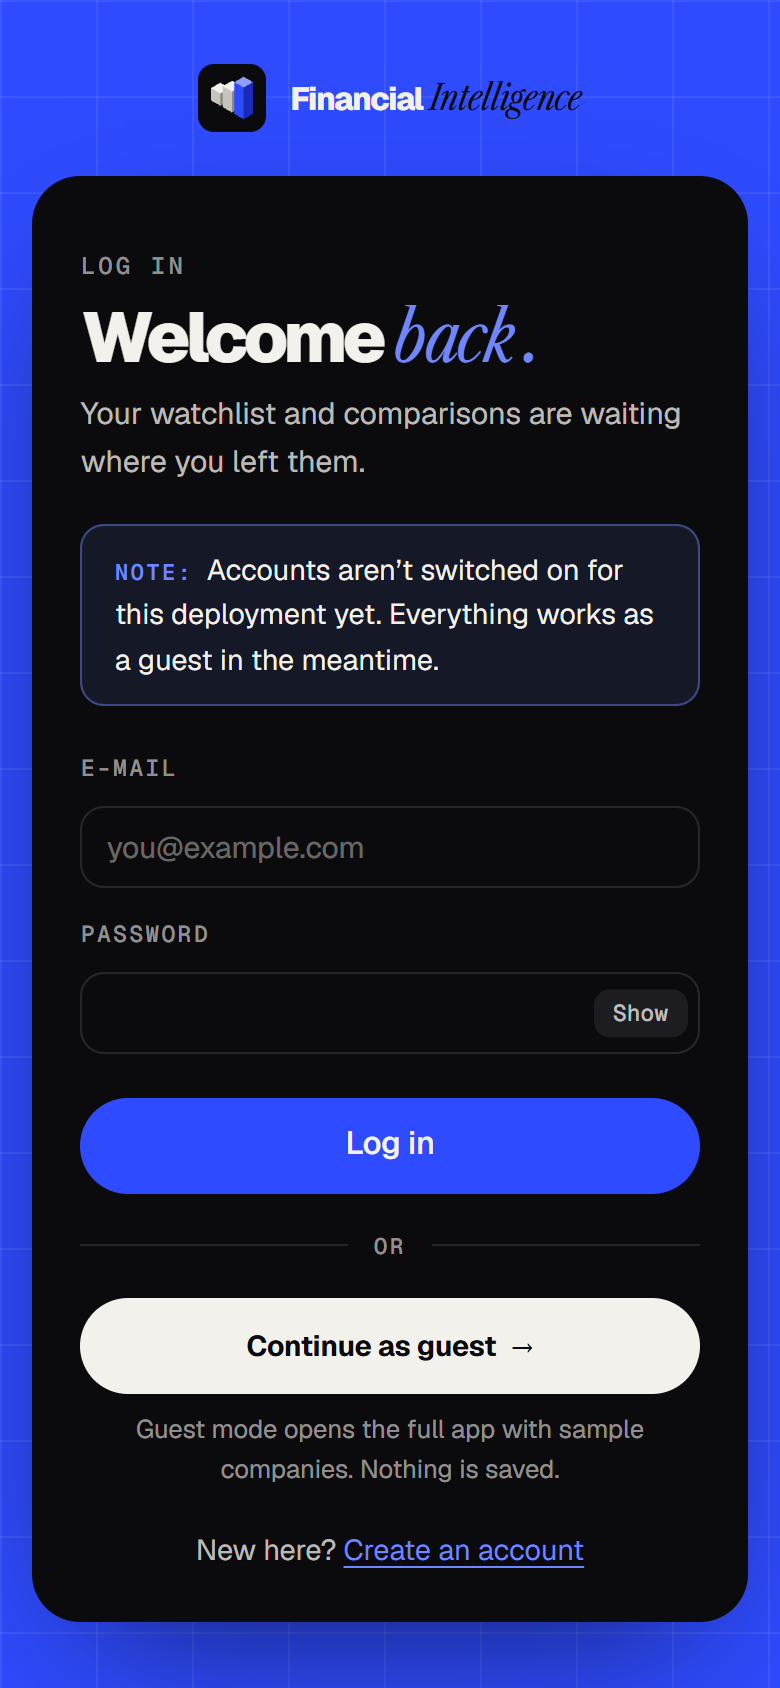 Financial Intelligence
LOG IN
Welcome back.
Your watchlist and comparisons are waiting
where you left them.
NOTE: Accounts aren’t switched on for
this deployment yet. Everything works as
a guest in the meantime.
E-MAIL
you@example.com
PASSWORD
Show
Log in
OR
Continue as guest →
Guest mode opens the full app with sample
companies. Nothing is saved.
New here? Create an account